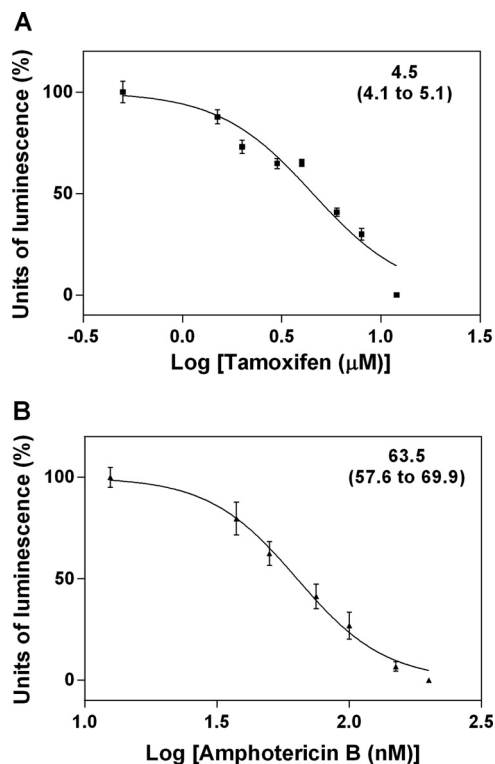 A
Units of luminescence (%)
100
50
0
4.5
(4.1 to 5.1)
-0.5
0.0
0.5
1.0
1.5
Log [Tamoxifen (μM)]
B
Units of luminescence (%)
100
50
0
63.5
(57.6 to 69.9)
1.0
1.5
2.0
2.5
Log [Amphotericin B (nM)]